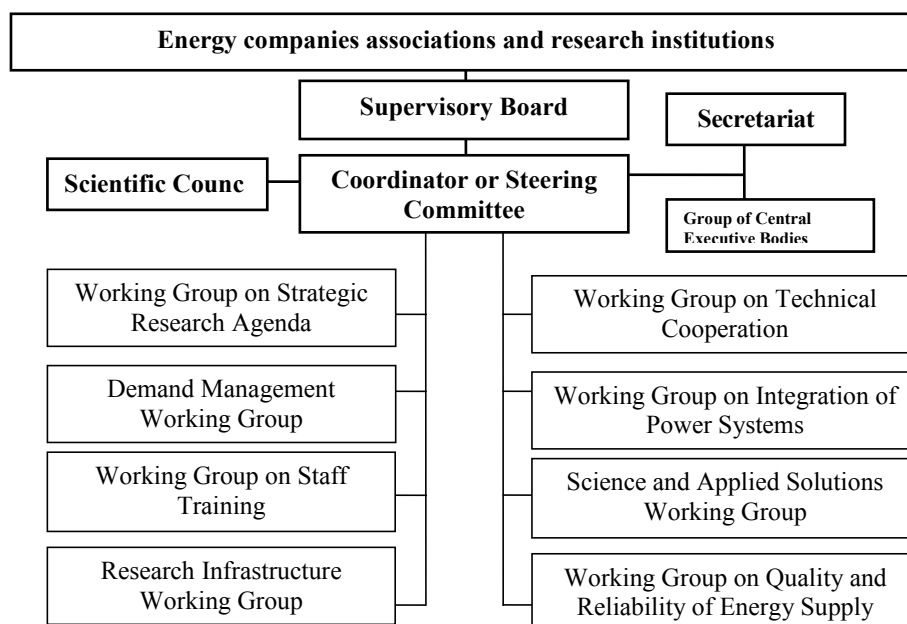 Energy companies associations and research institutions
Supervisory Board
Secretariat
Scientific Counc
Coordinator or Steering
Committee
Group of Central
Executive Bodies
Working Group on Strategic
Research Agenda
Demand Management
Working Group
Working Group on Staff
Training
Research Infrastructure
Working Group
Working Group on Technical
Cooperation
Working Group on Integration of
Power Systems
Science and Applied Solutions
Working Group
Working Group on Quality and
Reliability of Energy Supply